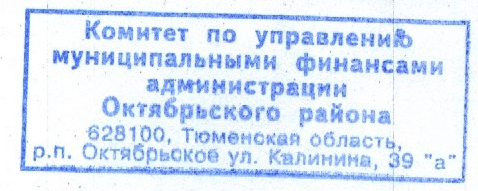 Комитет по управлению
муниципальными финансами
администрации
Октябрьского района
628100, Тюменская область,
р.п. Октябрьское ул. Калинина, 39 "а"